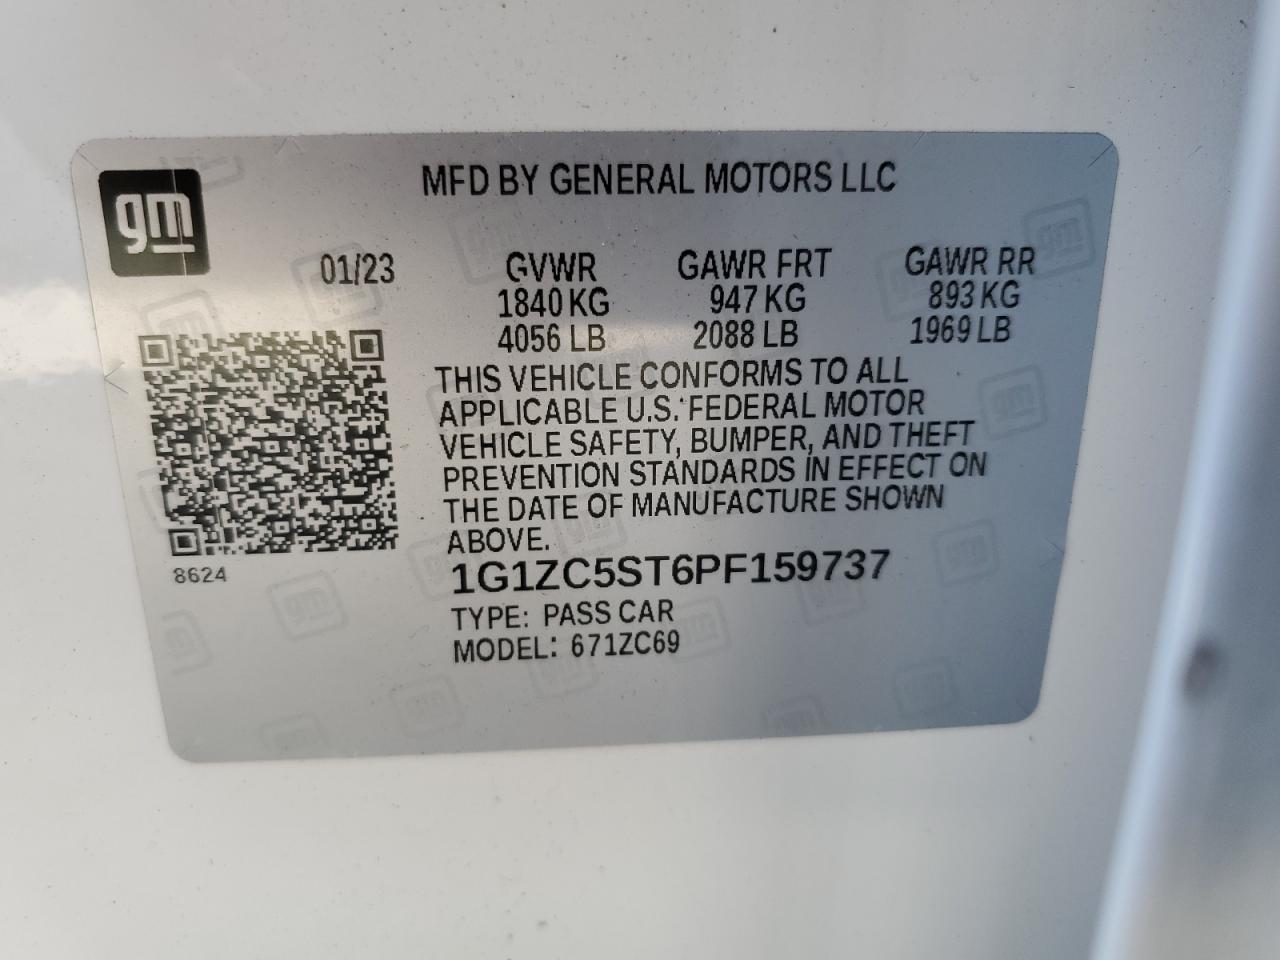 gm
MFD BY GENERAL MOTORS LLC
01/23 GVWR GAWR FRT GAWR RR
1840 KG 947 KG 893 KG
4056 LB 2088 LB 1969 LB
THIS VEHICLE CONFORMS TO ALL
APPLICABLE U.S. FEDERAL MOTOR
VEHICLE SAFETY, BUMPER, AND THEFT
PREVENTION STANDARDS IN EFFECT ON
THE DATE OF MANUFACTURE SHOWN
ABOVE.
8624
1G1ZC5ST6PF159737
TYPE: PASS CAR
MODEL: 671ZC69